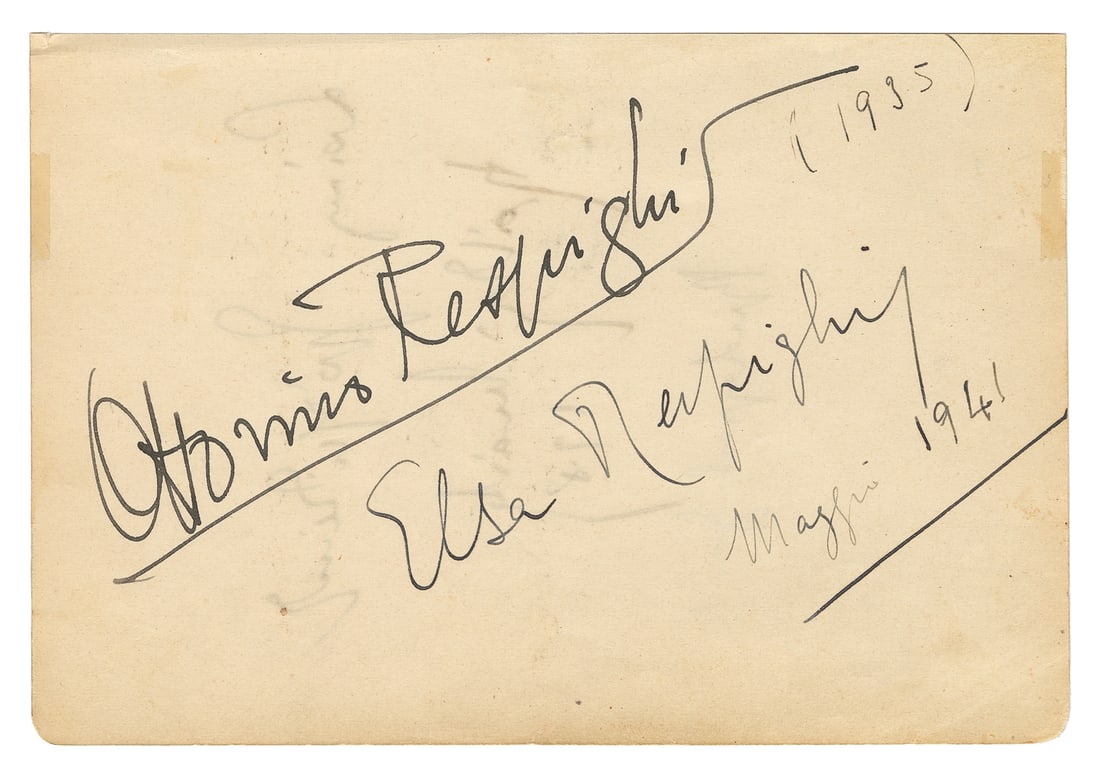 (1935)
Ottorino Respighi
Elsa Respighi
Maggio 1941